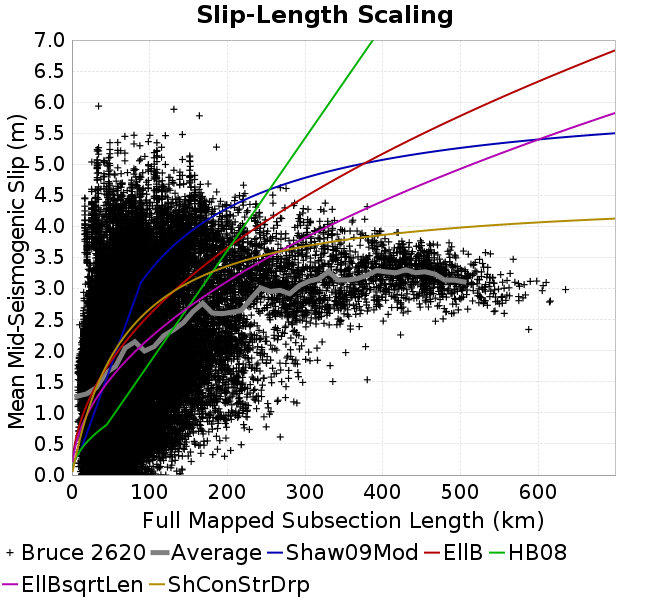 Slip-Length Scaling
Mean Mid-Seismogenic Slip (m)
7.0
6.5
6.0
5.5
5.0
4.5
4.0
3.5
3.0
2.5
2.0
1.5
1.0
0.5
0.0
0 100 200 300 400 500 600
Full Mapped Subsection Length (km)
Bruce 2620 Average Shaw09Mod EllB HB08
EllBsqrtLen ShConStrDrp